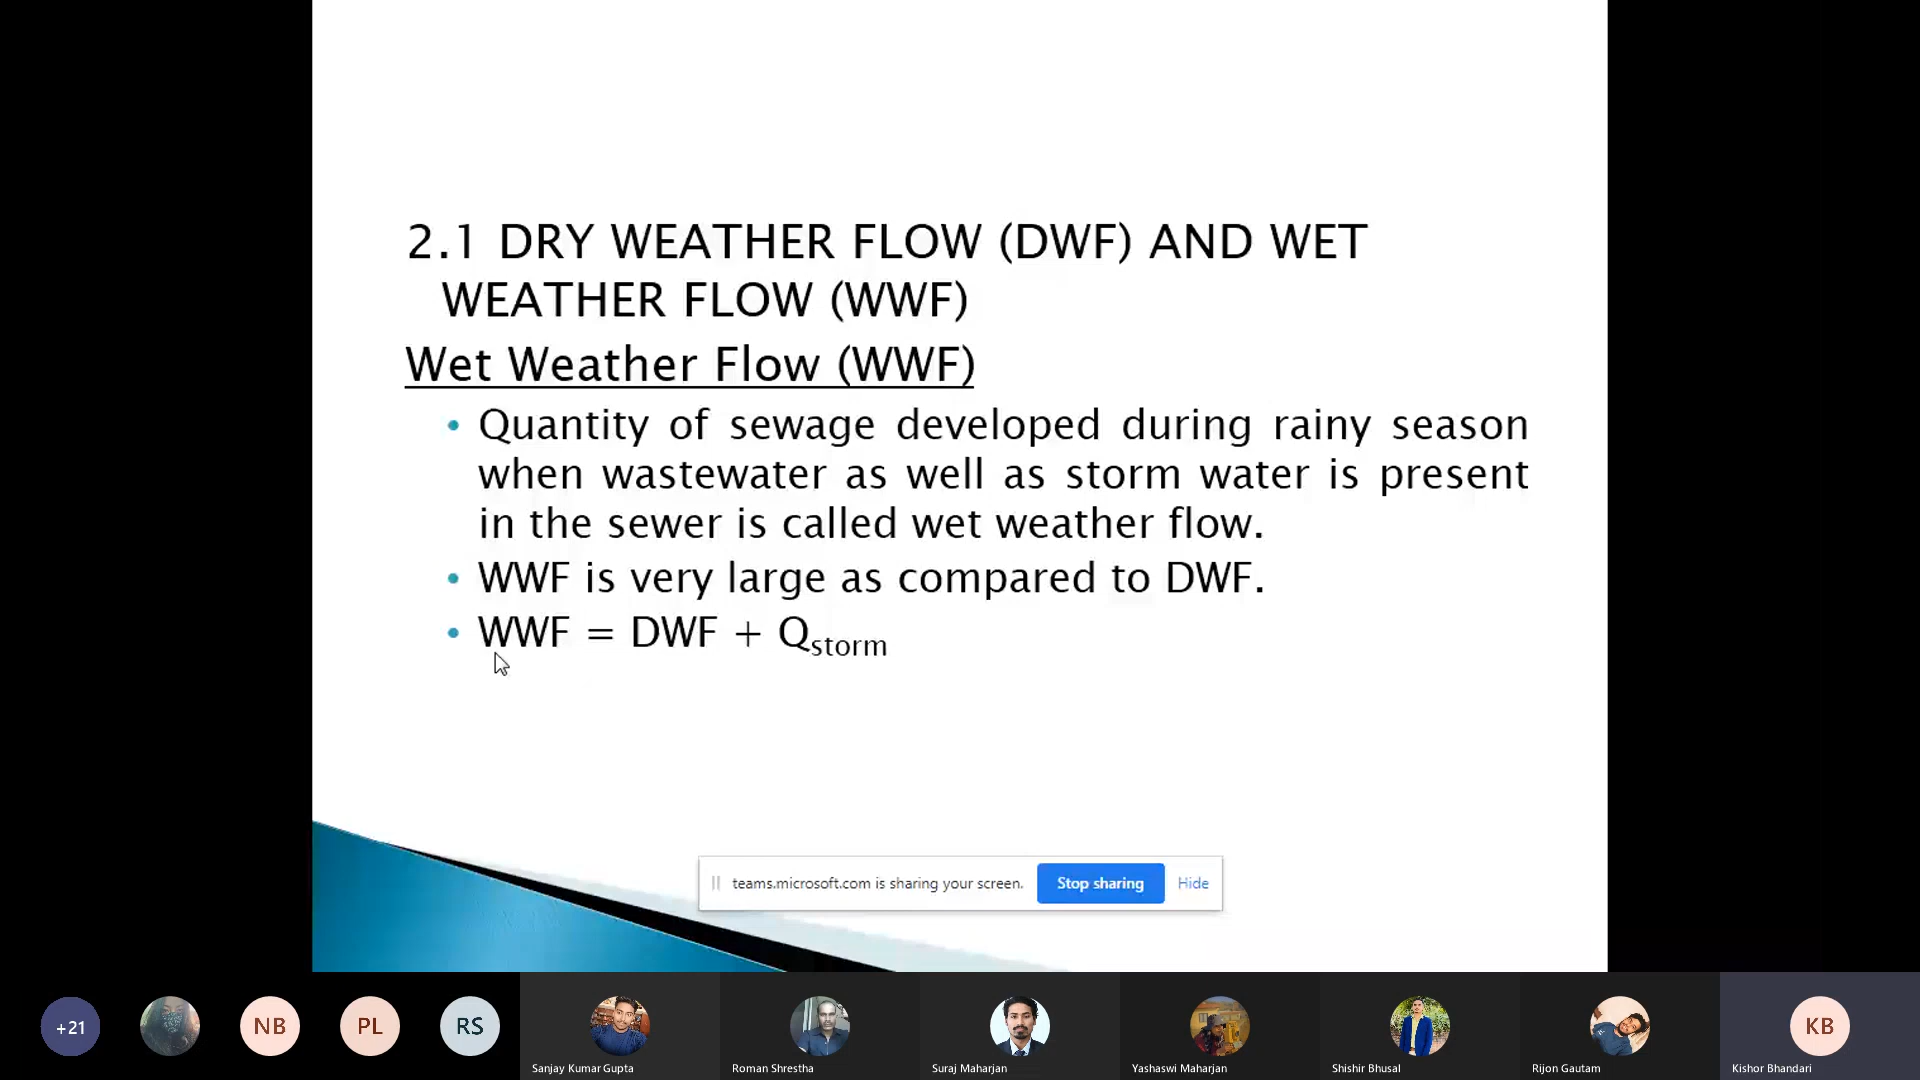 2.1 DRY WEATHER FLOW (DWF) AND WET
WEATHER FLOW (WWF)
Wet Weather Flow (WWF)
• Quantity of sewage developed during rainy season
when wastewater as well as storm water is present
in the sewer is called wet weather flow.
• WWF is very large as compared to DWF.
• WWF = DWF + Qstorm
teams.microsoft.com is sharing your screen. Stop sharing Hide
+21 NB PL RS KB
Sanjay Kumar Gupta Roman Shrestha Suraj Maharjan Yashaswi Maharjan Shishir Bhusal Rijon Gautam Kishor Bhandari